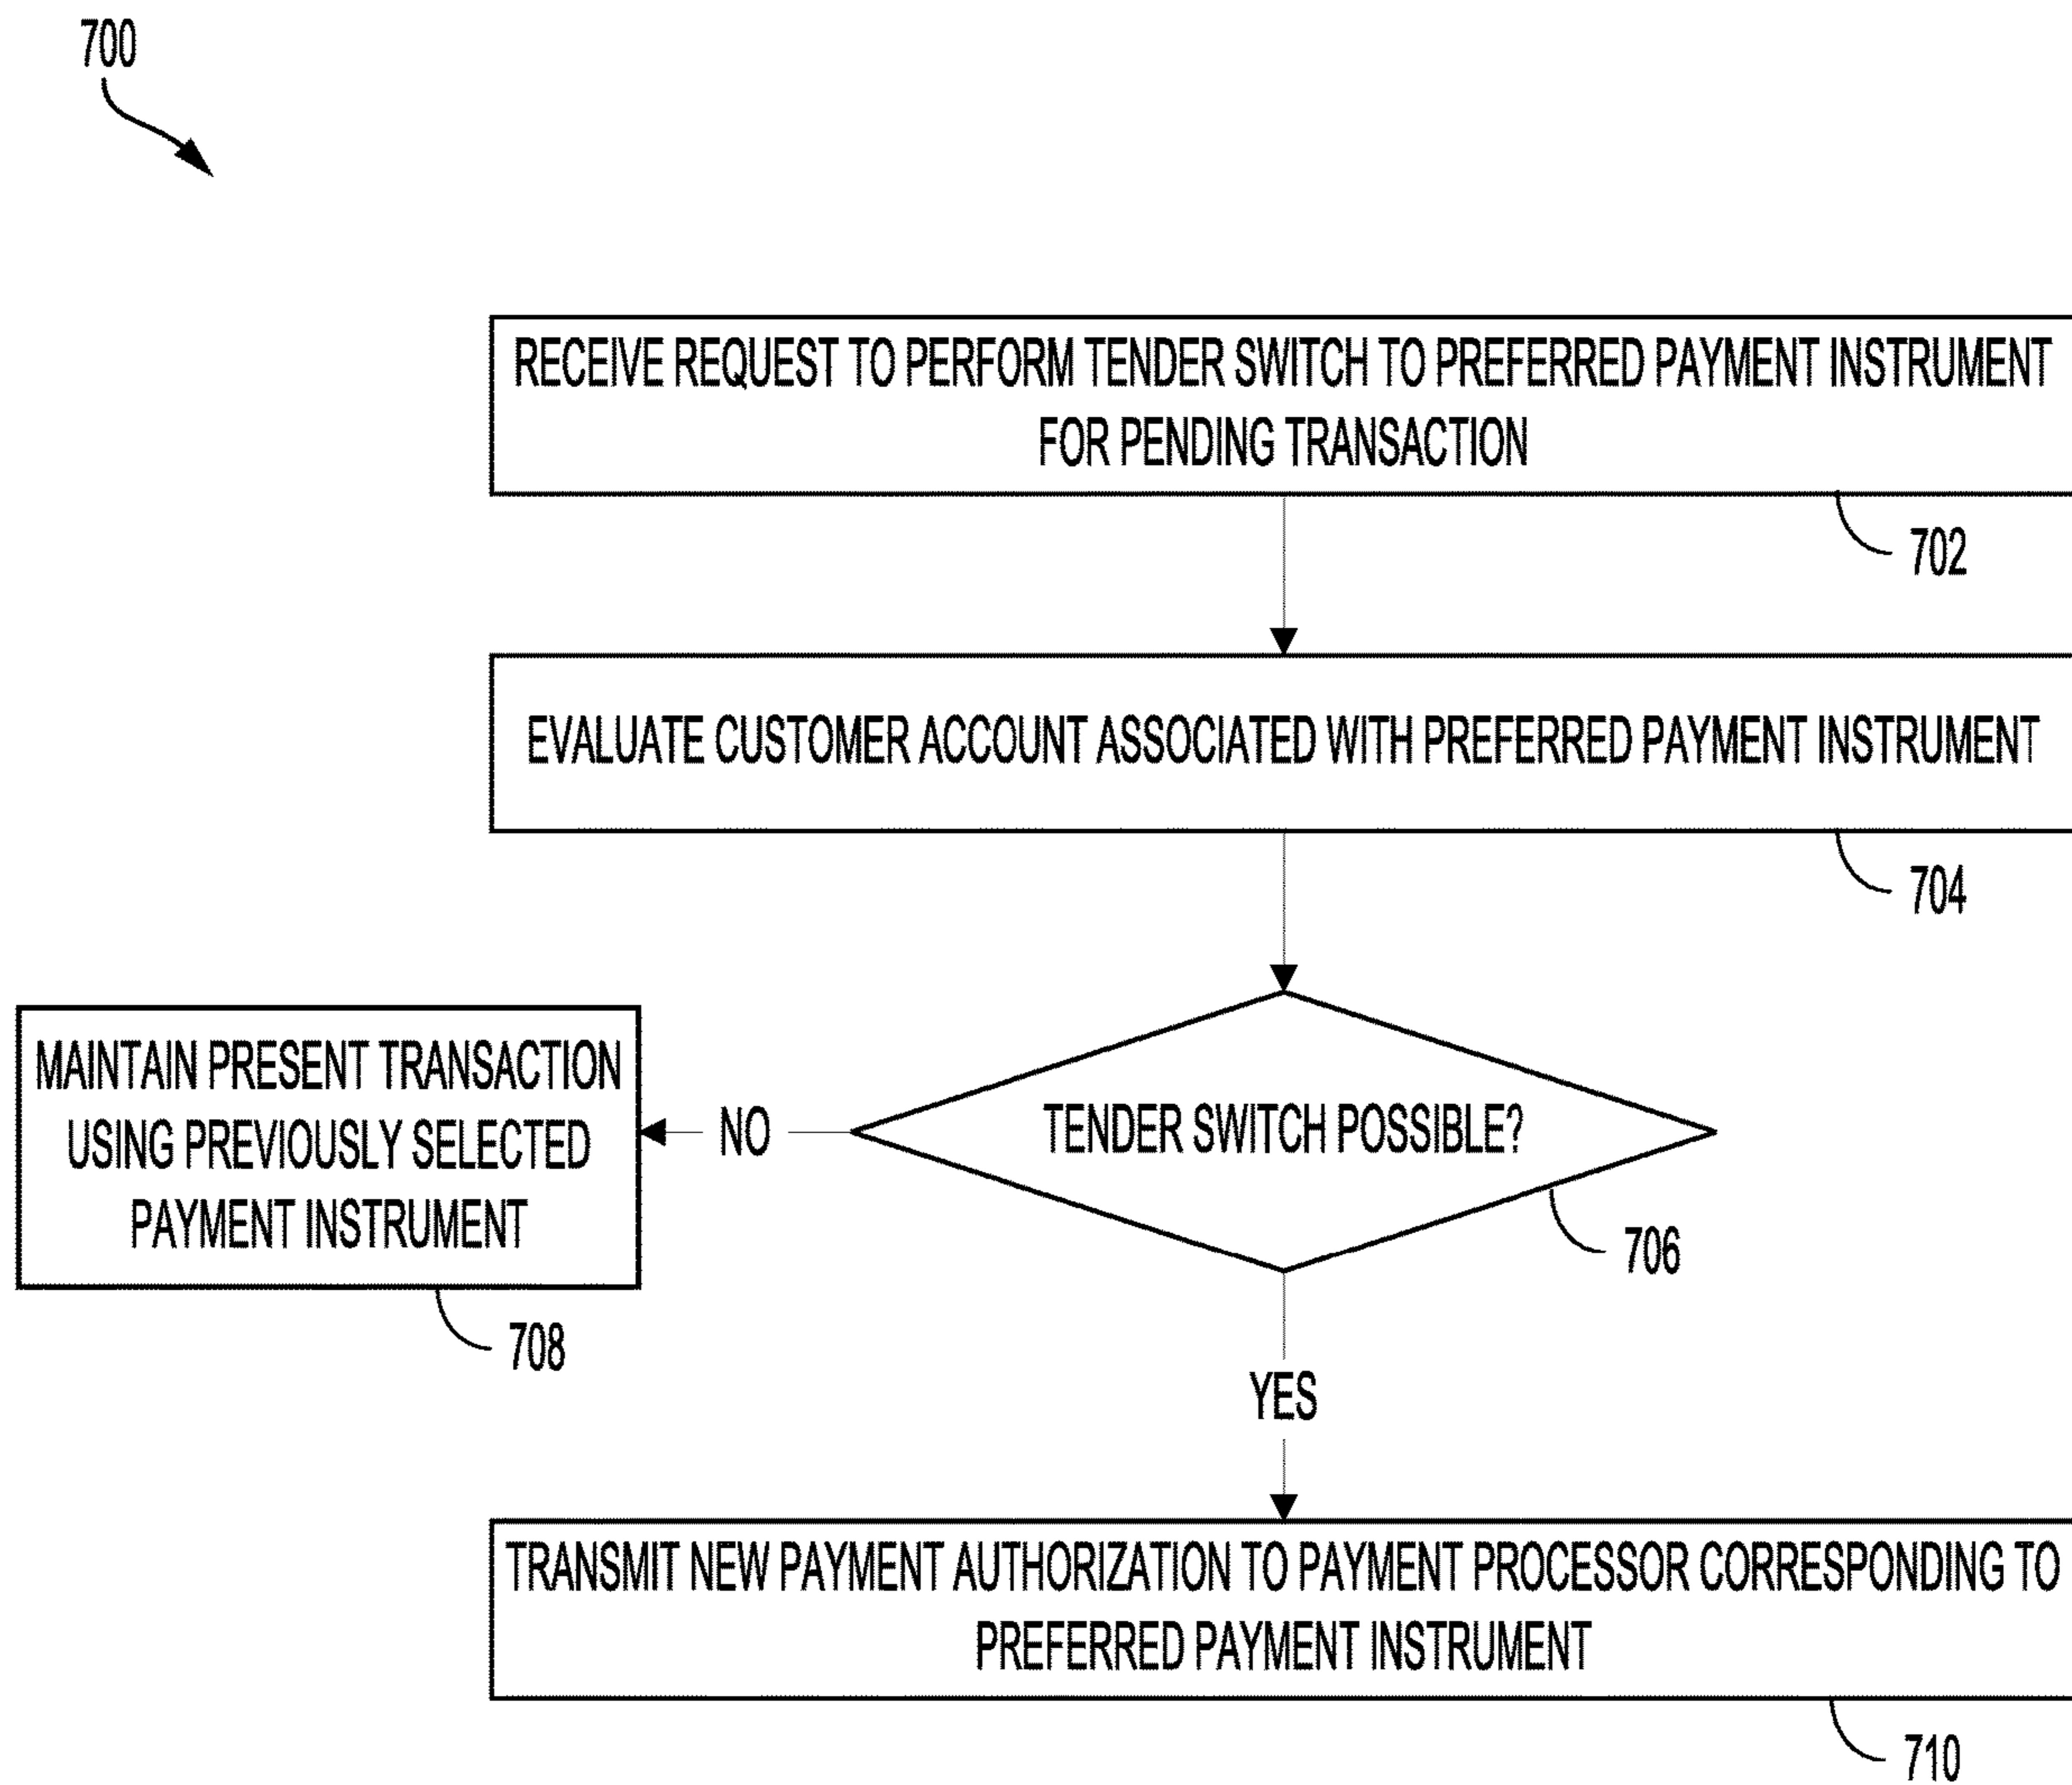 700
RECEIVE REQUEST TO PERFORM TENDER SWITCH TO PREFERRED PAYMENT INSTRUMENT
FOR PENDING TRANSACTION
702
EVALUATE CUSTOMER ACCOUNT ASSOCIATED WITH PREFERRED PAYMENT INSTRUMENT
704
TENDER SWITCH POSSIBLE?
706
NO
MAINTAIN PRESENT TRANSACTION
USING PREVIOUSLY SELECTED
PAYMENT INSTRUMENT
708
YES
TRANSMIT NEW PAYMENT AUTHORIZATION TO PAYMENT PROCESSOR CORRESPONDING TO
PREFERRED PAYMENT INSTRUMENT
710